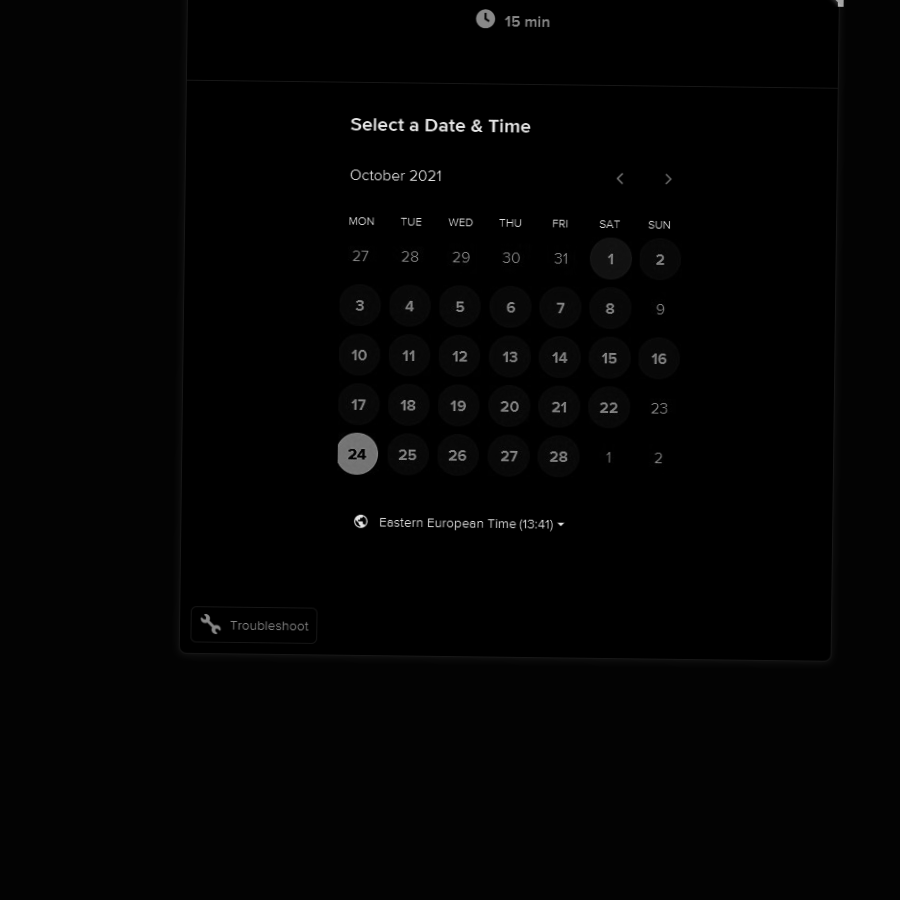 15 min
Select a Date & Time
October 2021
MON TUE WED THU FRI SAT SUN
27 28 29 30 31 1 2
3 4 5 6 7 8 9
10 11 12 13 14 15 16
17 18 19 20 21 22 23
24 25 26 27 28 1 2
Eastern European Time (13:41)
Troubleshoot